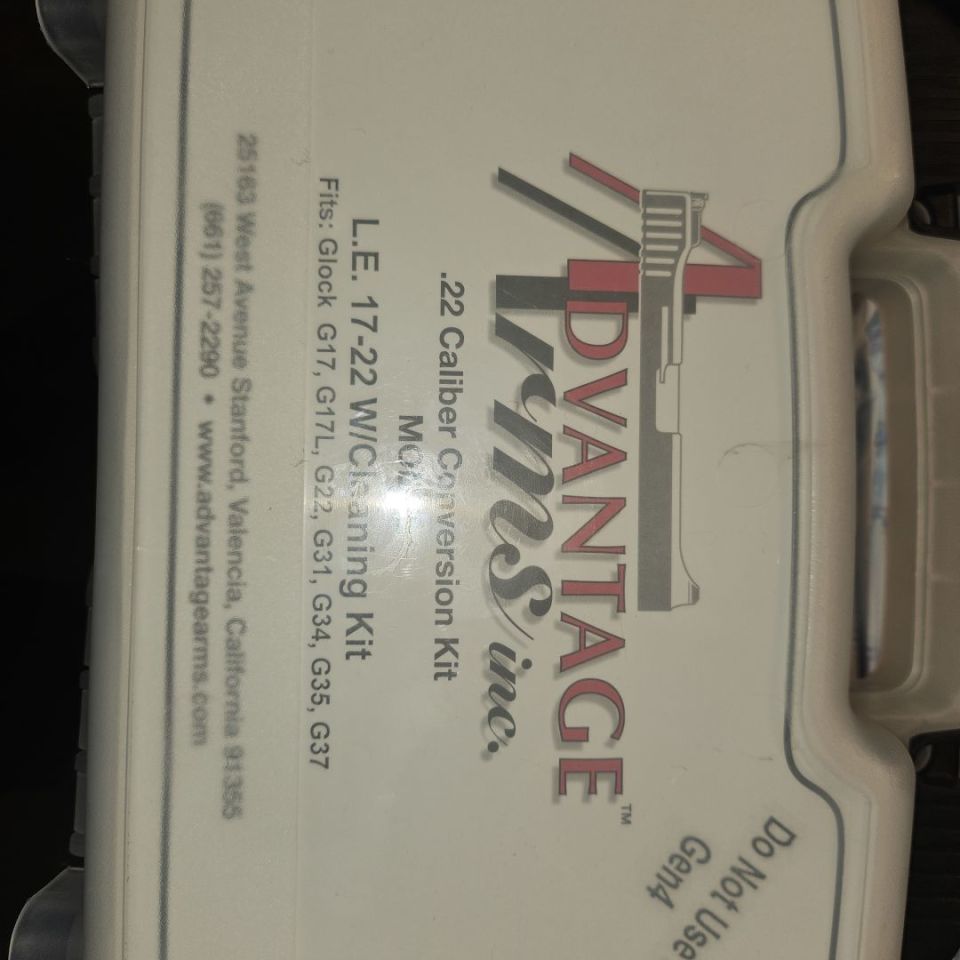 Do Not Use
Gen4
ADVANTAGE™
Arms/inc.
.22 Caliber Conversion Kit
L.E. 17-22 W/Cleaning Kit
Fits: Glock G17, G17L, G22, G31, G34, G35, G37
25163 West Avenue Stanford, Valencia, California 91355
(661) 257-2290 • www.advantagearms.com